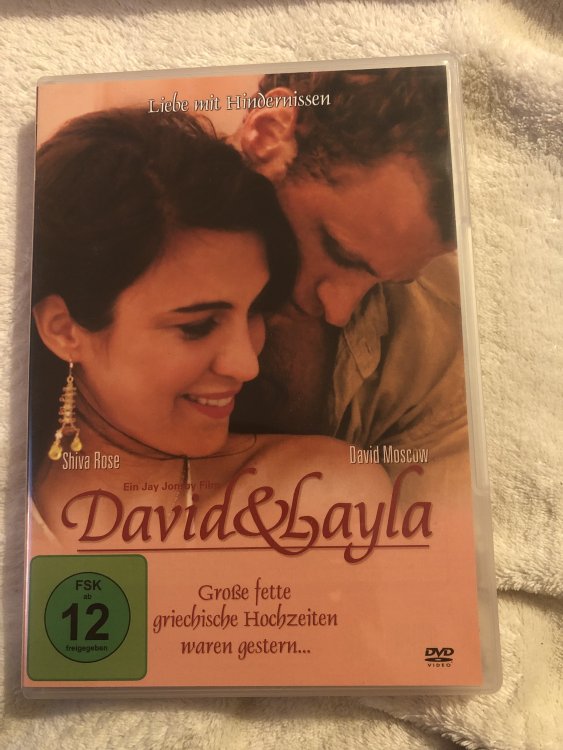 Liebe mit Hindernissen
Shiva Rose
David Moscow
Ein Jay Jonroy Film
David & Layla
Große fette
griechische Hochzeiten
waren gestern...
FSK
ab
12
freigegeben
DVD
VIDEO